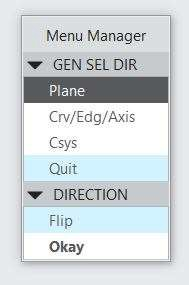 Menu Manager
GEN SEL DIR
Plane
Crv/Edg/Axis
Csys
Quit
DIRECTION
Flip
Okay